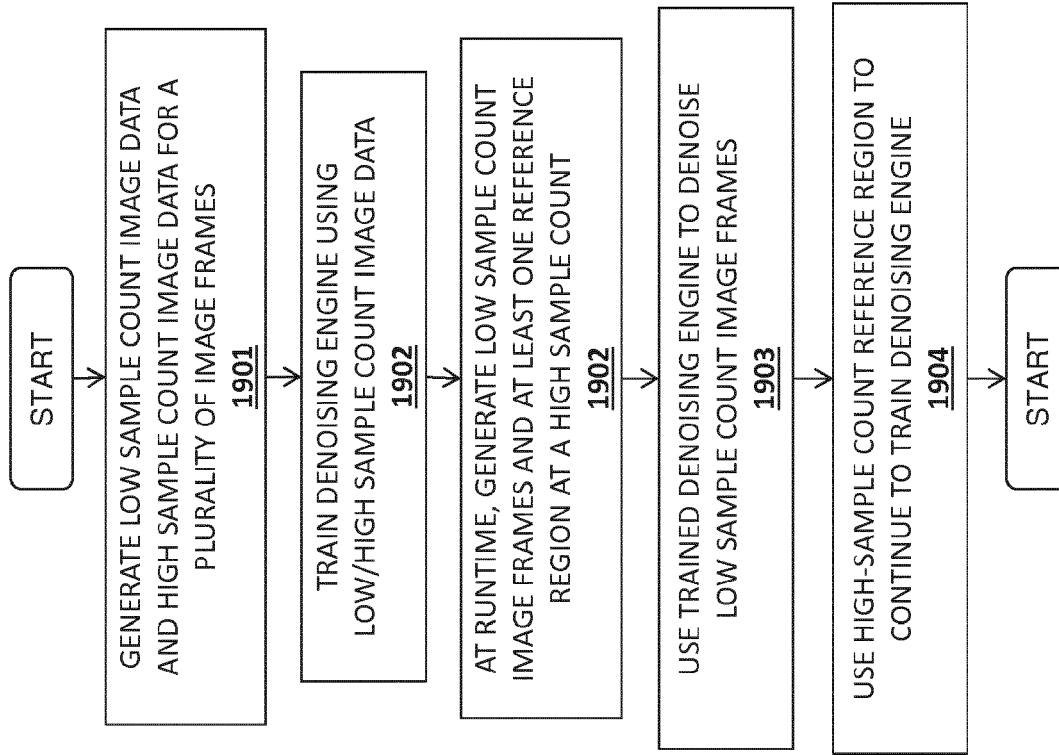 START
GENERATE LOW SAMPLE COUNT IMAGE DATA
AND HIGH SAMPLE COUNT IMAGE DATA FOR A
PLURALITY OF IMAGE FRAMES
1901
TRAIN DENOISING ENGINE USING
LOW/HIGH SAMPLE COUNT IMAGE DATA
1902
AT RUNTIME, GENERATE LOW SAMPLE COUNT
IMAGE FRAMES AND AT LEAST ONE REFERENCE
REGION AT A HIGH SAMPLE COUNT
1902
USE TRAINED DENOISING ENGINE TO DENOISE
LOW SAMPLE COUNT IMAGE FRAMES
1903
USE HIGH-SAMPLE COUNT REFERENCE REGION TO
CONTINUE TO TRAIN DENOISING ENGINE
1904
START